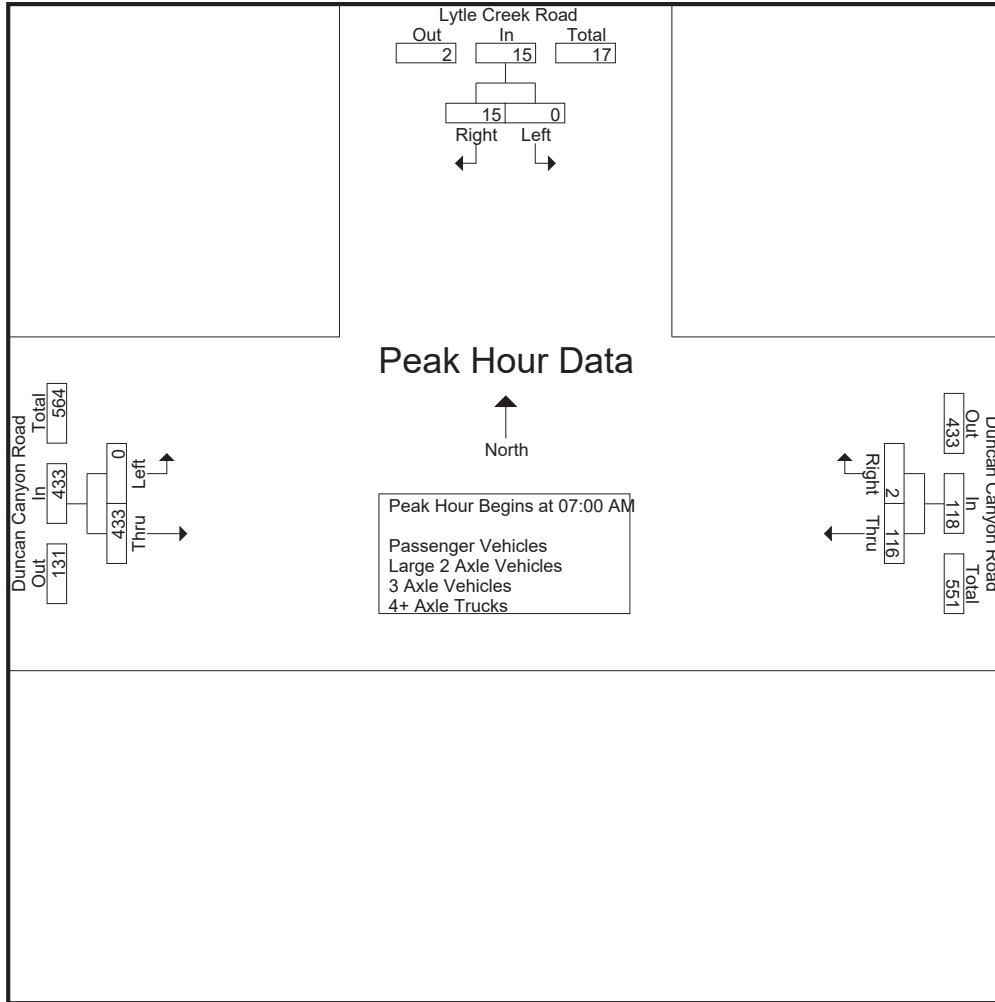 Lytle Creek Road
Out In Total
2 15 17
15 0
Right Left
Peak Hour Data
North
Peak Hour Begins at 07:00 AM
Passenger Vehicles
Large 2 Axle Vehicles
3 Axle Vehicles
4+ Axle Trucks
Duncan Canyon Road
Out In Total
131 433 564
Thru Left
433 0
Duncan Canyon Road
Out In Total
433 118 551
Right Thru
2 116